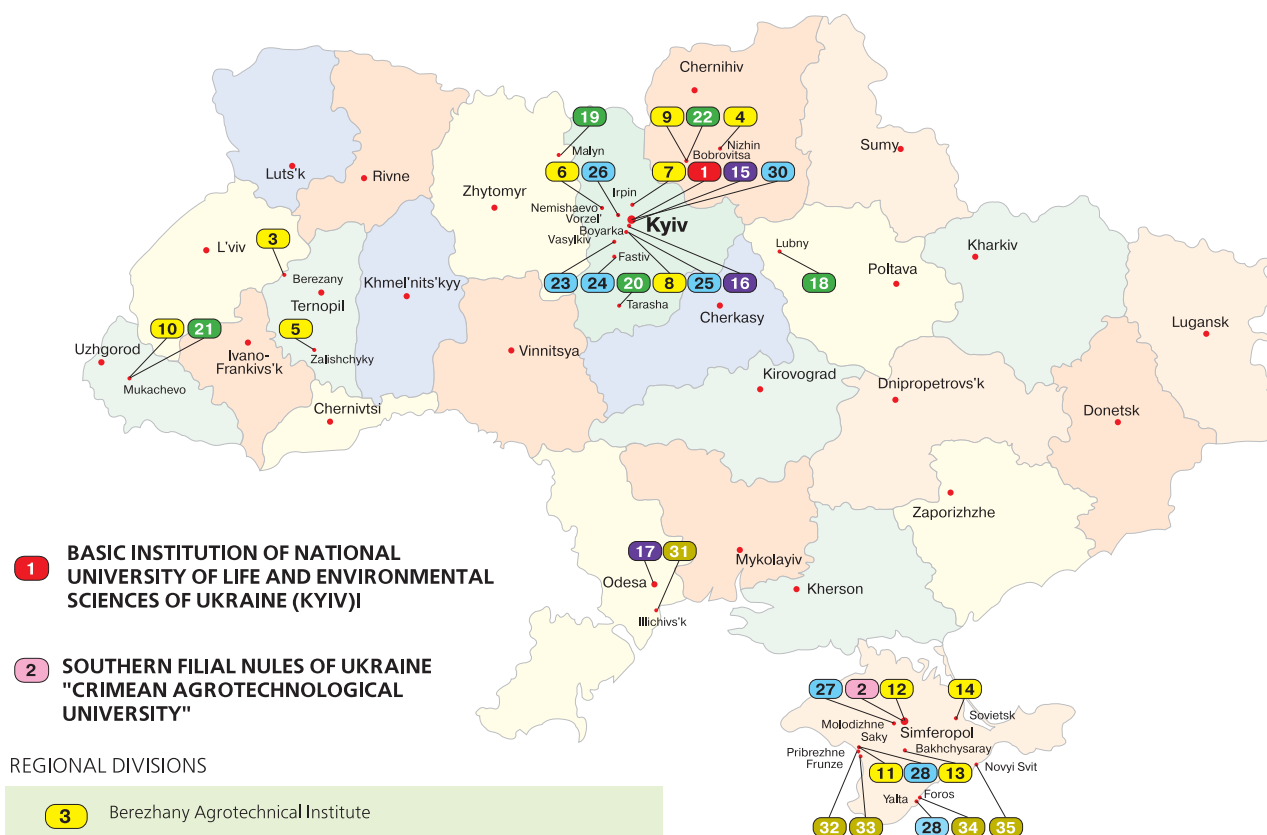 Chernihiv
19
9
22
4
Malyn
Nizhin
Bobrovitsa
Sumy
Luts'k
Rivne
6
26
7
1
15
30
Zhytomyr
Irpin
Nemishaevo
Vorzel'
Kyiv
Boyarka
Vasylkiv
Fastiv
L'viv
3
Lubny
Kharkiv
Berezany
Khmel'nits'kyy
Poltava
Ternopil
23
24
20
8
25
16
18
Tarasha
Cherkasy
Lugansk
10
21
5
Uzhgorod
Ivano-
Frankivs'k
Zalishchyky
Vinnitsya
Mukachevo
Kirovograd
Dnipropetrovs'k
Chernivtsi
Donetsk
Zaporizhzhe
17
31
Mykolayiv
Odesa
Kherson
Illichivs'k
1
BASIC INSTITUTION OF NATIONAL
UNIVERSITY OF LIFE AND ENVIRONMENTAL
SCIENCES OF UKRAINE (KYIV)I
2
SOUTHERN FILIAL NULES OF UKRAINE
"CRIMEAN AGROTECHNOLOGICAL
UNIVERSITY"
27
2
12
14
Sovietsk
Molodizhne
Simferopol
Saky
Bakhchysaray
Pribrezhne
Frunze
Novyi Svit
11
28
13
Foros
Yalta
32
33
28
34
35
REGIONAL DIVISIONS
3 Berezhany Agrotechnical Institute